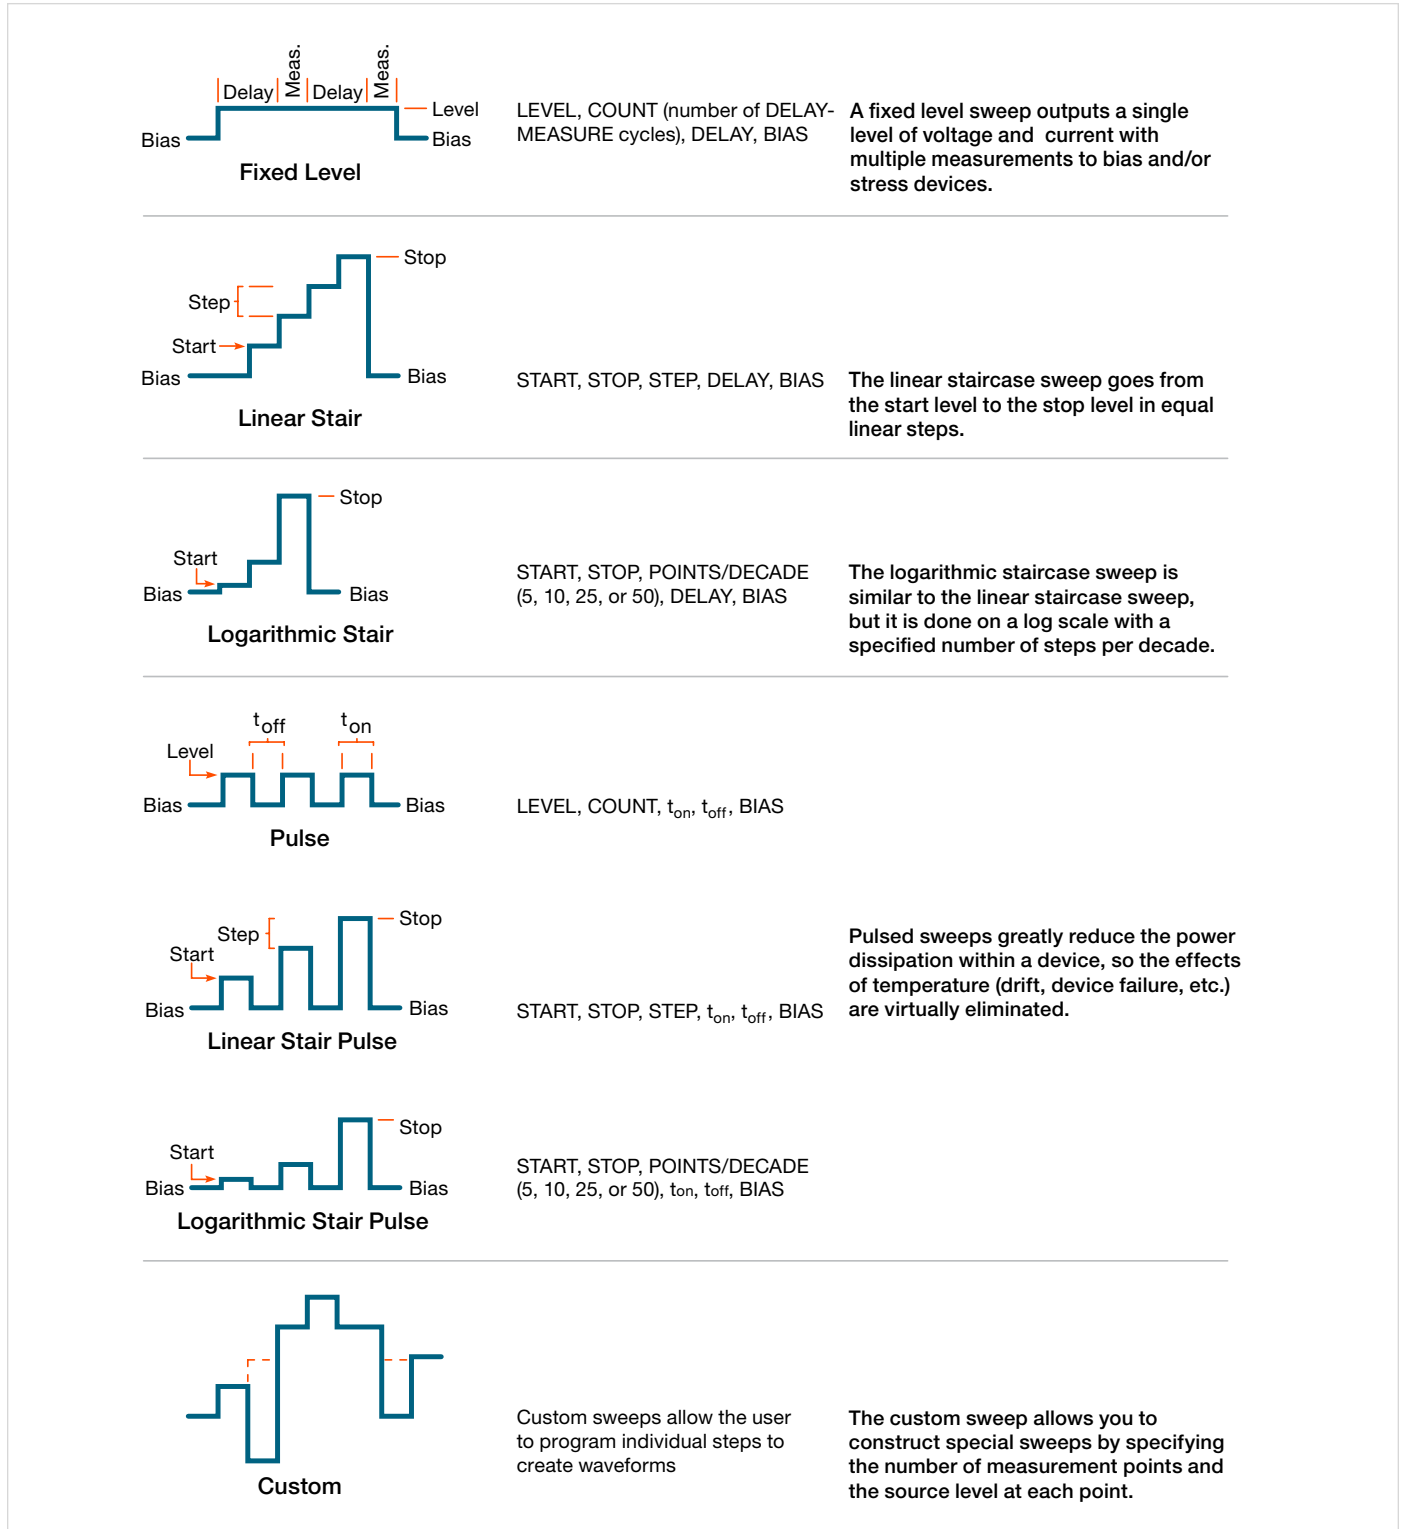 Delay Meas. Delay Meas.
Level
Bias Bias
Fixed Level
LEVEL, COUNT (number of DELAY-
MEASURE cycles), DELAY, BIAS
A fixed level sweep outputs a single
level of voltage and current with
multiple measurements to bias and/or
stress devices.
Stop
Step
Start
Bias Bias
Linear Stair
START, STOP, STEP, DELAY, BIAS
The linear staircase sweep goes from
the start level to the stop level in equal
linear steps.
Stop
Start
Bias Bias
Logarithmic Stair
START, STOP, POINTS/DECADE
(5, 10, 25, or 50), DELAY, BIAS
The logarithmic staircase sweep is
similar to the linear staircase sweep,
but it is done on a log scale with a
specified number of steps per decade.
toff ton
Level
Bias Bias
Pulse
LEVEL, COUNT, ton, toff, BIAS
Stop
Step
Start
Bias Bias
Linear Stair Pulse
START, STOP, STEP, ton, toff, BIAS
Pulsed sweeps greatly reduce the power
dissipation within a device, so the effects
of temperature (drift, device failure, etc.)
are virtually eliminated.
Stop
Start
Bias Bias
Logarithmic Stair Pulse
START, STOP, POINTS/DECADE
(5, 10, 25, or 50), ton, toff, BIAS
Custom
Custom sweeps allow the user
to program individual steps to
create waveforms
The custom sweep allows you to
construct special sweeps by specifying
the number of measurement points and
the source level at each point.